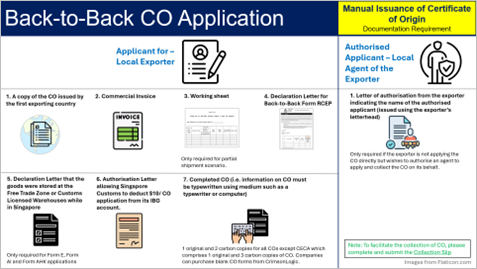 Back-to-Back CO Application
Manual Issuance of Certificate
of Origin
Documentation Requirement
Applicant for –
Local Exporter
Authorised
Applicant – Local
Agent of the
Exporter
1. A copy of the CO issued by
the first exporting country
2. Commercial Invoice
INVOICE
3. Working sheet
Only required for partial
shipment scenario.
4. Declaration Letter for
Back-to-Back Form RCEP
1. Letter of authorisation from the exporter
indicating the name of the authorised
applicant (issued using the exporter's
letterhead)
Only required if the exporter is not applying the
CO directly but wishes to authorise an agent to
apply and collect the CO on its behalf.
5. Declaration Letter that the
goods were stored at the
Free Trade Zone or Customs
Licensed Warehouses while
in Singapore
Only required for Form E, Form
AI and Form AHK applications
6. Authorisation Letter
allowing Singapore
Customs to deduct $10/ CO
application from its IBG
account.
7. Completed CO (i.e. information on CO must
be typewritten using medium such as a
typewriter or computer)
1 original and 2 carbon copies for all COs except CECA which
comprises 1 original and 3 carbon copies of CO. Companies
can purchase blank CO forms from CrimsonLogic.
Note: To facilitate the collection of CO, please
complete and submit the Collection Slip
Images from Flaticon.com